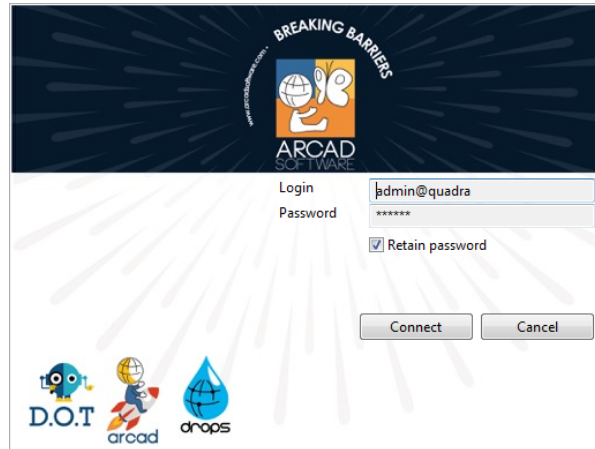 BREAKING BARRIERS
www.arcadsoftware.com •
ARCAD
SOFTWARE
Login admin@quadra
Password ******
Retain password
Connect Cancel
D.O.T arcad drops